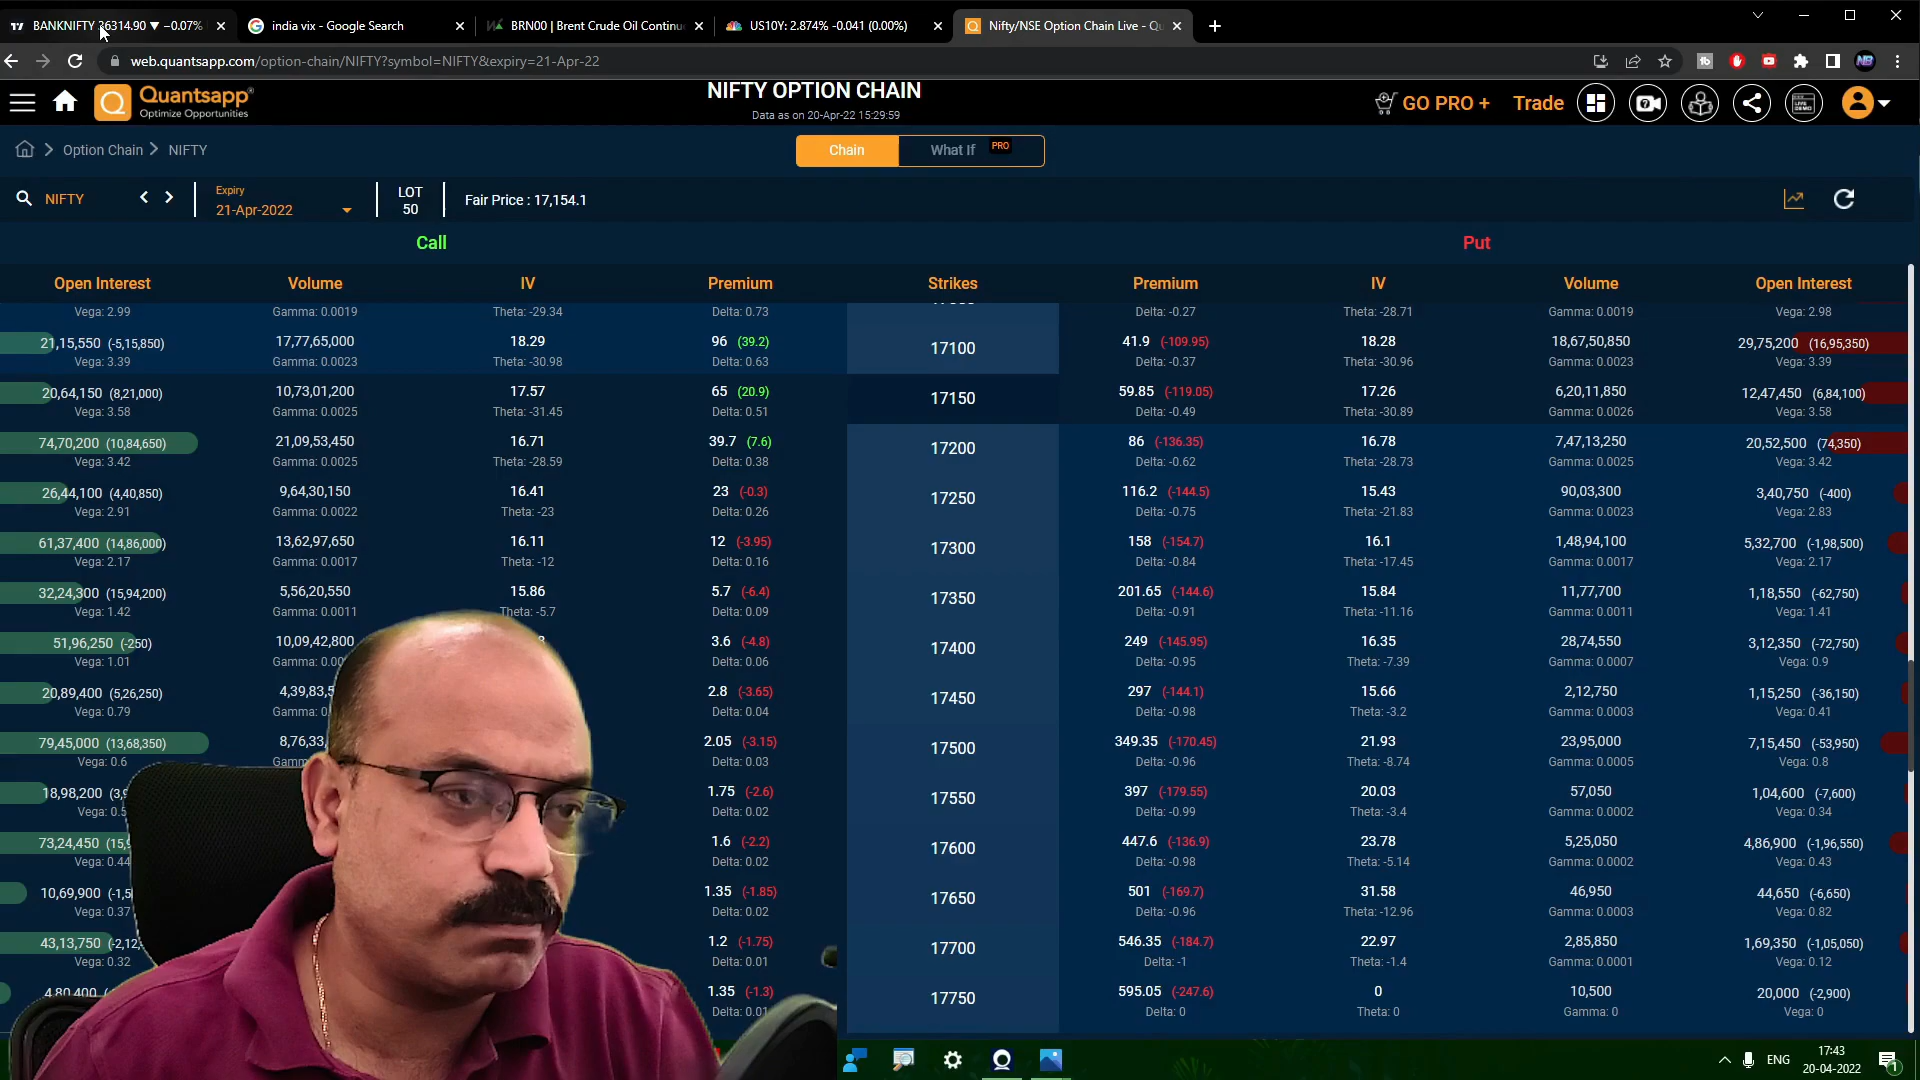 BANKNIFTY 36314.90 ▼ −0.07%
india vix - Google Search
BRN00 | Brent Crude Oil Continu
US10Y: 2.874% -0.041 (0.00%)
Nifty/NSE Option Chain Live - Qu
web.quantsapp.com/option-chain/NIFTY?symbol=NIFTY&expiry=21-Apr-22
Quantsapp
Optimize Opportunities
NIFTY OPTION CHAIN
Data as on 20-Apr-22 15:29:59
GO PRO + Trade
Option Chain > NIFTY
Chain What If PRO
NIFTY
Expiry
21-Apr-2022
LOT
50
Fair Price : 17,154.1
Call Put
Open Interest Volume IV Premium Strikes Premium IV Volume Open Interest
Vega: 2.99 Gamma: 0.0019 Theta: -29.34 Delta: 0.73 Delta: -0.27 Theta: -28.71 Gamma: 0.0019 Vega: 2.98
21,15,550 (-5,15,850) 17,77,65,000 18.29 96 (39.2) 17100 41.9 (-109.95) 18.28 18,67,50,850 29,75,200 (16,95,350)
Vega: 3.39 Gamma: 0.0023 Theta: -30.98 Delta: 0.63 Delta: -0.37 Theta: -30.96 Gamma: 0.0023 Vega: 3.39
20,64,150 (8,21,000) 10,73,01,200 17.57 65 (20.9) 17150 59.85 (-119.05) 17.26 6,20,11,850 12,47,450 (6,84,100)
Vega: 3.58 Gamma: 0.0025 Theta: -31.45 Delta: 0.51 Delta: -0.49 Theta: -30.89 Gamma: 0.0026 Vega: 3.58
74,70,200 (10,84,650) 21,09,53,450 16.71 39.7 (7.6) 17200 86 (-136.35) 16.78 7,47,13,250 20,52,500 (74,350)
Vega: 3.42 Gamma: 0.0025 Theta: -28.59 Delta: 0.38 Delta: -0.62 Theta: -28.73 Gamma: 0.0025 Vega: 3.42
26,44,100 (4,40,850) 9,64,30,150 16.41 23 (-0.3) 17250 116.2 (-144.5) 15.43 90,03,300 3,40,750 (-400)
Vega: 2.91 Gamma: 0.0022 Theta: -23 Delta: 0.26 Delta: -0.75 Theta: -21.83 Gamma: 0.0023 Vega: 2.83
61,37,400 (14,86,000) 13,62,97,650 16.11 12 (-3.95) 17300 158 (-154.7) 16.1 1,48,94,100 5,32,700 (-1,98,500)
Vega: 2.17 Gamma: 0.0017 Theta: -12 Delta: 0.16 Delta: -0.84 Theta: -17.45 Gamma: 0.0017 Vega: 2.17
32,24,300 (15,94,200) 5,56,20,550 15.86 5.7 (-6.4) 17350 201.65 (-144.6) 15.84 11,77,700 1,18,550 (-62,750)
Vega: 1.42 Gamma: 0.0011 Theta: -5.7 Delta: 0.09 Delta: -0.91 Theta: -11.16 Gamma: 0.0011 Vega: 1.41
51,96,250 (-250) 10,09,42,800 3.6 (-4.8) 17400 249 (-145.95) 16.35 28,74,550 3,12,350 (-72,750)
Vega: 1.01 Delta: 0.06 Delta: -0.95 Theta: -7.39 Gamma: 0.0007 Vega: 0.9
20,89,400 (5,26,250) 4,39,83,5 2.8 (-3.65) 17450 297 (-144.1) 15.66 2,12,750 1,15,250 (-36,150)
Vega: 0.79 Delta: 0.04 Delta: -0.98 Theta: -3.2 Gamma: 0.0003 Vega: 0.41
79,45,000 (13,68,350) 8,76,33, 2.05 (-3.15) 17500 349.35 (-170.45) 21.93 23,95,000 7,15,450 (-53,950)
Vega: 0.6 Delta: 0.03 Delta: -0.96 Theta: -8.74 Gamma: 0.0005 Vega: 0.8
18,98,200 1.75 (-2.6) 17550 397 (-179.55) 20.03 57,050 1,04,600 (-7,600)
Delta: 0.02 Delta: -0.99 Theta: -3.4 Gamma: 0.0002 Vega: 0.34
73,24,450 1.6 (-2.2) 17600 447.6 (-136.9) 23.78 5,25,050 4,86,900 (-1,96,550)
Vega: 0.44 Delta: 0.02 Delta: -0.98 Theta: -5.14 Gamma: 0.0002 Vega: 0.43
10,69,900 1.35 (-1.85) 17650 501 (-169.7) 31.58 46,950 44,650 (-6,650)
Vega: 0.37 Delta: 0.02 Delta: -0.96 Theta: -12.96 Gamma: 0.0003 Vega: 0.82
43,13,750 1.2 (-1.75) 17700 546.35 (-184.7) 22.97 2,85,850 1,69,350 (-1,05,050)
Vega: 0.32 Delta: 0.01 Delta: -1 Theta: -1.4 Gamma: 0.0001 Vega: 0.12
4,80,400 1.35 (-1.3) 17750 595.05 (-247.6) 0 10,500 20,000 (-2,900)
Delta: 0.01 Delta: 0 Theta: 0 Gamma: 0 Vega: 0
ENG
17:43
20-04-2022